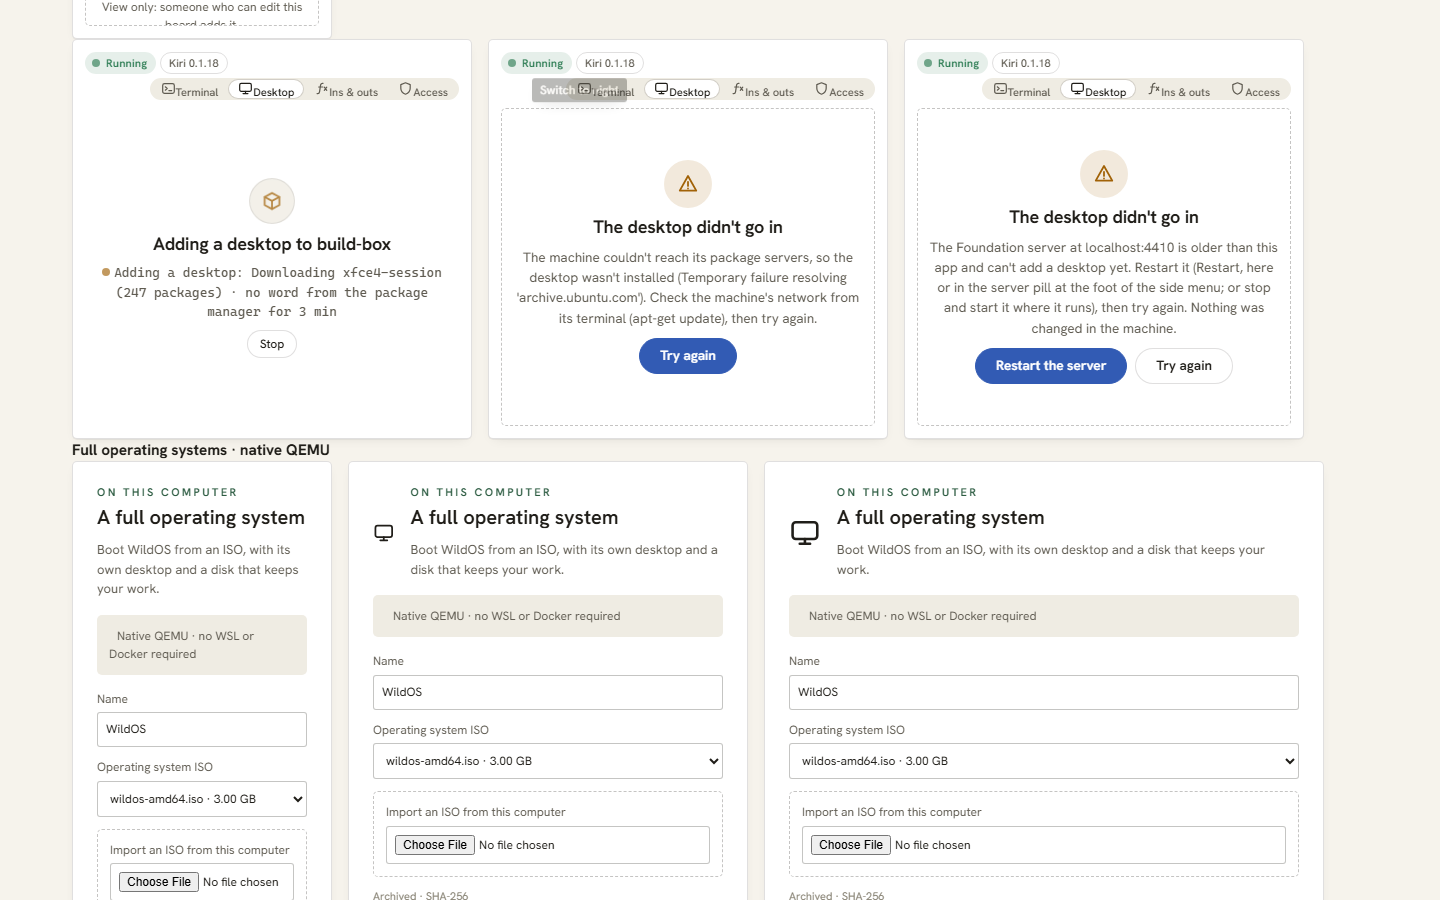 View only: someone who can edit this
board adds it
Running
Kiri 0.1.18
Terminal
Desktop
Ins & outs
Access
Adding a desktop to build-box
Adding a desktop: Downloading xfce4-session
(247 packages) · no word from the package
manager for 3 min
Stop
Running
Kiri 0.1.18
Switch
Terminal
Desktop
Ins & outs
Access
The desktop didn't go in
The machine couldn't reach its package servers, so the
desktop wasn't installed (Temporary failure resolving
'archive.ubuntu.com'). Check the machine's network from
its terminal (apt-get update), then try again.
Try again
Running
Kiri 0.1.18
Terminal
Desktop
Ins & outs
Access
The desktop didn't go in
The Foundation server at localhost:4410 is older than this
app and can't add a desktop yet. Restart it (Restart, here
or in the server pill at the foot of the side menu; or stop
and start it where it runs), then try again. Nothing was
changed in the machine.
Restart the server
Try again
Full operating systems · native QEMU
ON THIS COMPUTER
A full operating system
Boot WildOS from an ISO, with its
own desktop and a disk that keeps
your work.
Native QEMU · no WSL or
Docker required
Name
WildOS
Operating system ISO
wildos-amd64.iso · 3.00 GB
Import an ISO from this computer
Choose File No file chosen
ON THIS COMPUTER
A full operating system
Boot WildOS from an ISO, with its own desktop and a
disk that keeps your work.
Native QEMU · no WSL or Docker required
Name
WildOS
Operating system ISO
wildos-amd64.iso · 3.00 GB
Import an ISO from this computer
Choose File No file chosen
Archived · SHA-256
ON THIS COMPUTER
A full operating system
Boot WildOS from an ISO, with its own desktop and a disk that keeps your
work.
Native QEMU · no WSL or Docker required
Name
WildOS
Operating system ISO
wildos-amd64.iso · 3.00 GB
Import an ISO from this computer
Choose File No file chosen
Archived · SHA-256